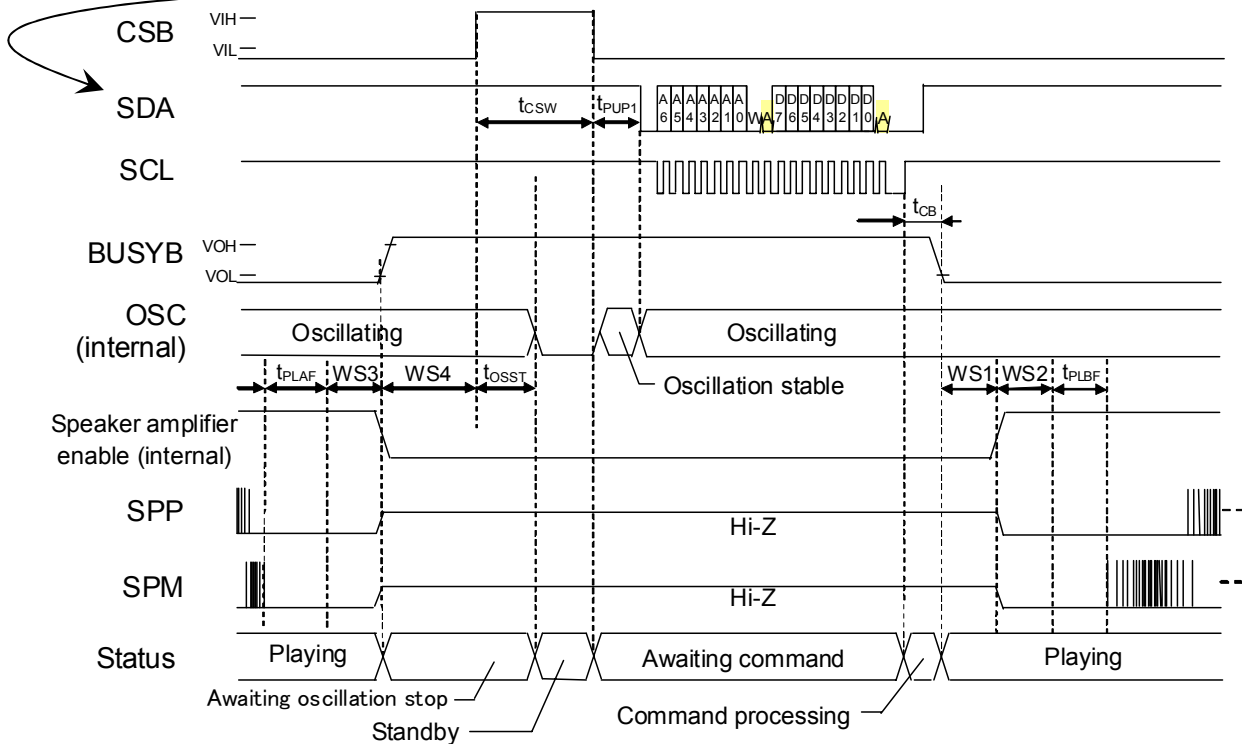 CSB
VIH
VIL
SDA
tCSW
tPUP1
A6 A5 A4 A3 A2 A1 A0 W A D7 D6 D5 D4 D3 D2 D1 D0 A
SCL
tCB
BUSYB
VOH
VOL
OSC
(internal)
Oscillating
Oscillating
Oscillation stable
tPLAF WS3 WS4 tOSST WS1 WS2 tPLBF
Speaker amplifier
enable (internal)
SPP
Hi-Z
SPM
Hi-Z
Status
Playing
Awaiting command
Playing
Awaiting oscillation stop
Standby
Command processing